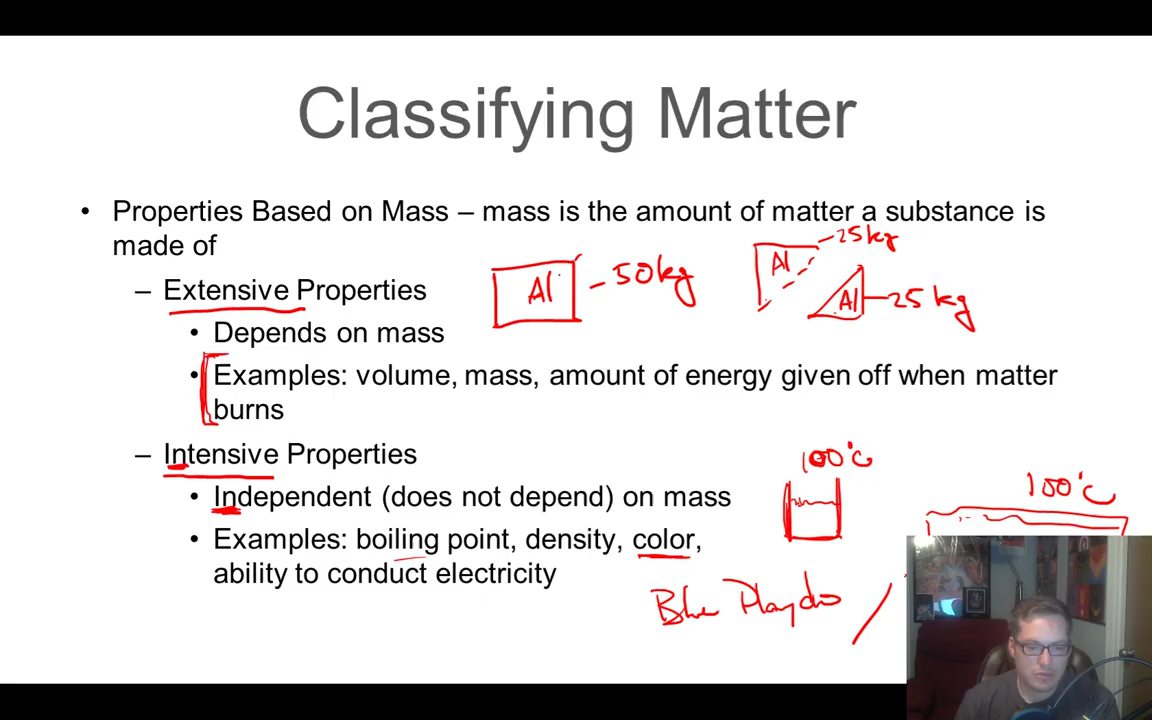 Classifying Matter
• Properties Based on Mass – mass is the amount of matter a substance is
made of
25kg
Al
Al – 50kg
Al – 25kg
– Extensive Properties
• Depends on mass
• Examples: volume, mass, amount of energy given off when matter
burns
– Intensive Properties
100°C
100°C
• Independent (does not depend) on mass
• Examples: boiling point, density, color,
ability to conduct electricity
Blue Playdo